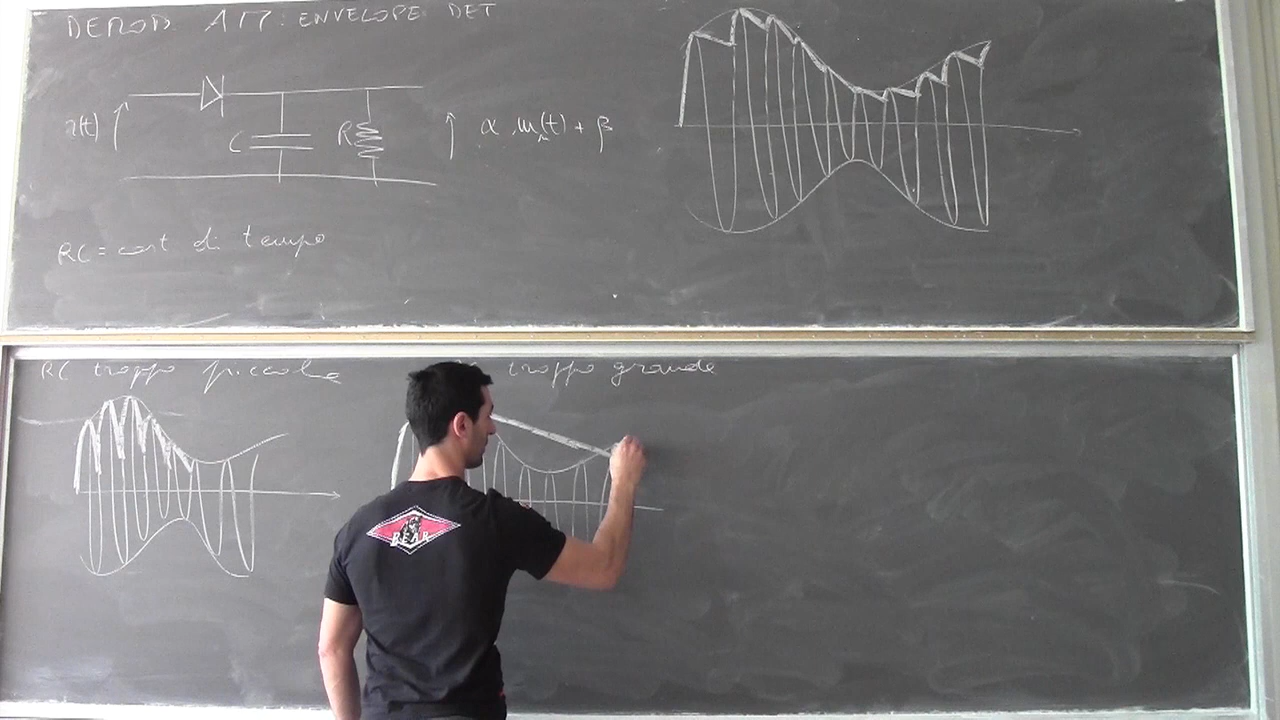 DEMOD. AM: ENVELOPE DET
r(t)
C
R
α m(t) + β
RC = cost di tempo
RC troppo piccola
troppo grande
BEAR